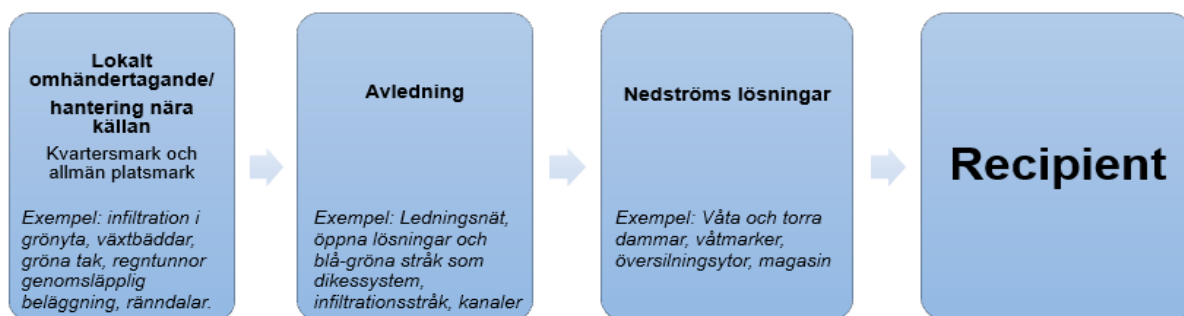 Lokalt
omhändertagande/
hantering nära
källan
Kvartersmark och
allmän platsmark
Exempel: infiltration i
grönyta, växtbäddar,
gröna tak, regntunnor
genomsläpplig
beläggning, ränndalar.
Avledning
Exempel: Ledningsnät,
öppna lösningar och
blå-gröna stråk som
dikessystem,
infiltrationsstråk, kanaler
Nedströms lösningar
Exempel: Våta och torra
dammar, våtmarker,
översilningsytor, magasin
Recipient